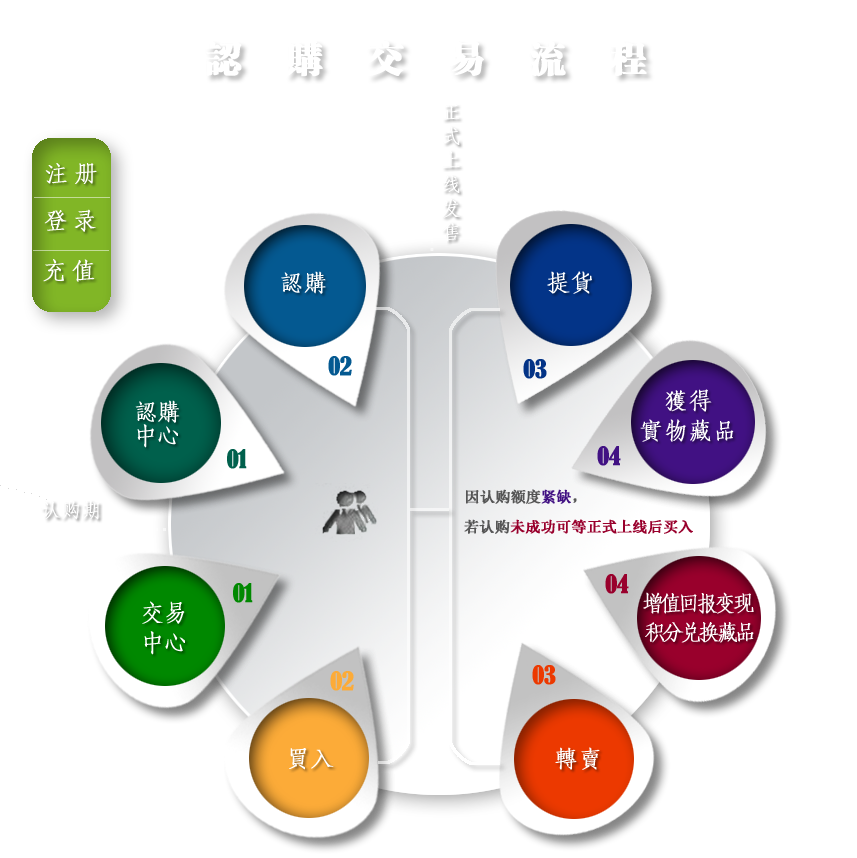 認購交易流程
正式上线发售
注册
登录
充值
認購
02
提貨
03
認購
中心
01
獲得
實物藏品
04
认购期
因认购额度紧缺，
若认购未成功可等正式上线后买入
交易
中心
01
增值回报变现
积分兑换藏品
04
買入
02
轉賣
03